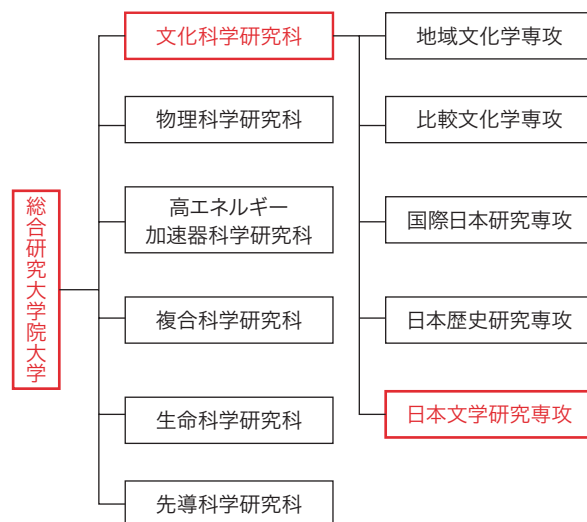 総合研究大学院大学
文化科学研究科
物理科学研究科
高エネルギー
加速器科学研究科
複合科学研究科
生命科学研究科
先導科学研究科
地域文化学専攻
比較文化学専攻
国際日本研究専攻
日本歴史研究専攻
日本文学研究専攻